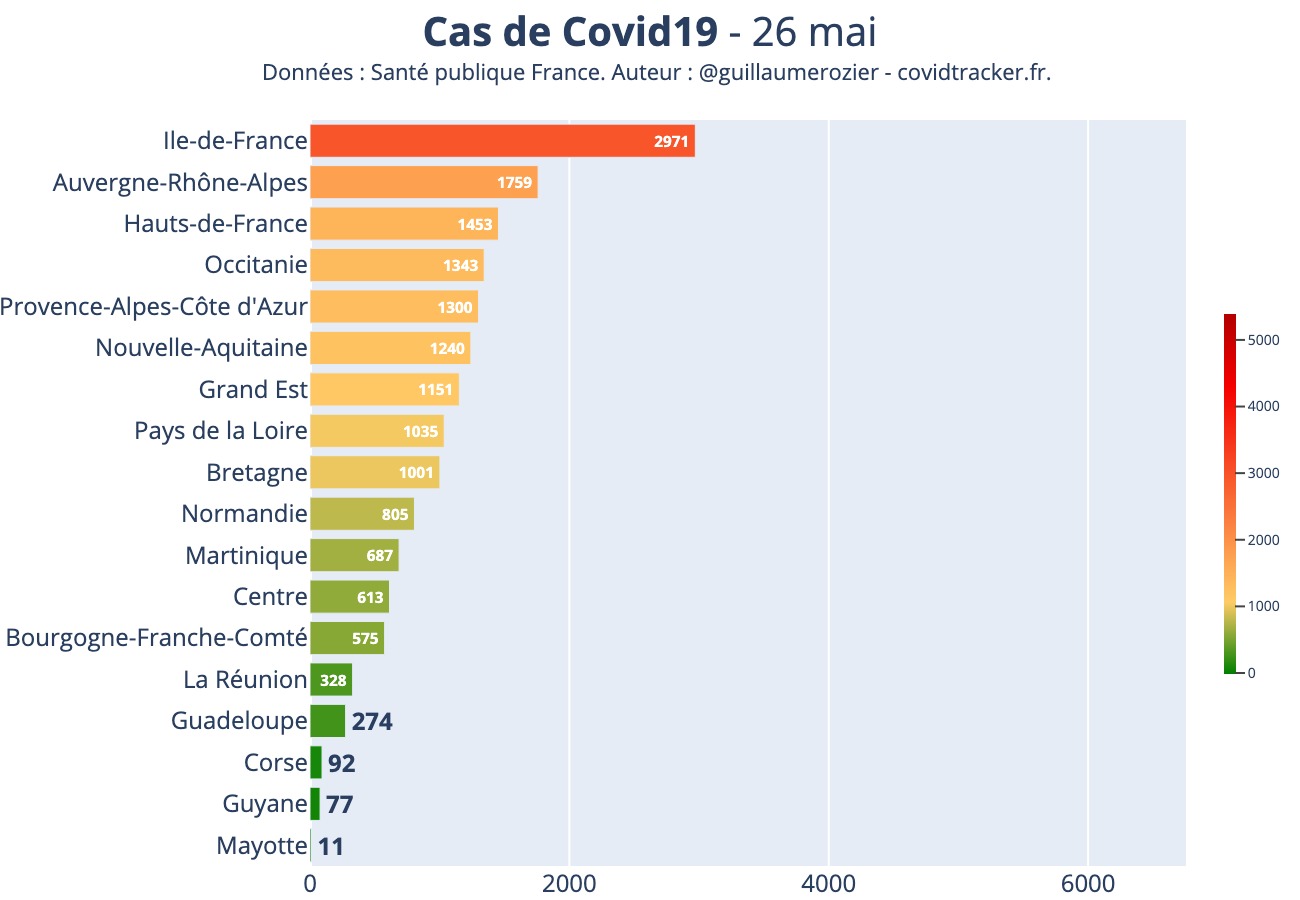 Cas de Covid19 - 26 mai
Données : Santé publique France. Auteur : @guillaumerozier - covidtracker.fr.
Ile-de-France 2971
Auvergne-Rhône-Alpes 1759
Hauts-de-France 1453
Occitanie 1343
Provence-Alpes-Côte d'Azur 1300
Nouvelle-Aquitaine 1240
Grand Est 1151
Pays de la Loire 1035
Bretagne 1001
Normandie 805
Martinique 687
Centre 613
Bourgogne-Franche-Comté 575
La Réunion 328
Guadeloupe 274
Corse 92
Guyane 77
Mayotte 11
0 2000 4000 6000
5000
4000
3000
2000
1000
0